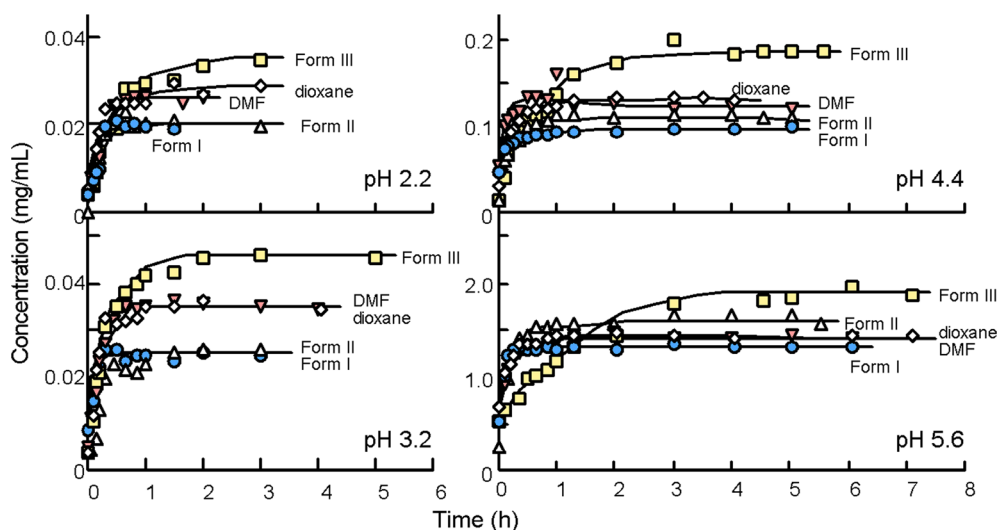 0.04
0.02
0
Form III
dioxane
DMF
Form II
Form I
pH 2.2
0.2
0.1
0
Form III
dioxane
DMF
Form II
Form I
pH 4.4
Concentration (mg/mL)
0.04
0.02
0
Form III
DMF
dioxane
Form II
Form I
pH 3.2
0 1 2 3 4 5 6
2.0
1.0
0.0
Form III
Form II
dioxane
DMF
Form I
pH 5.6
0 1 2 3 4 5 6 7 8
Time (h)